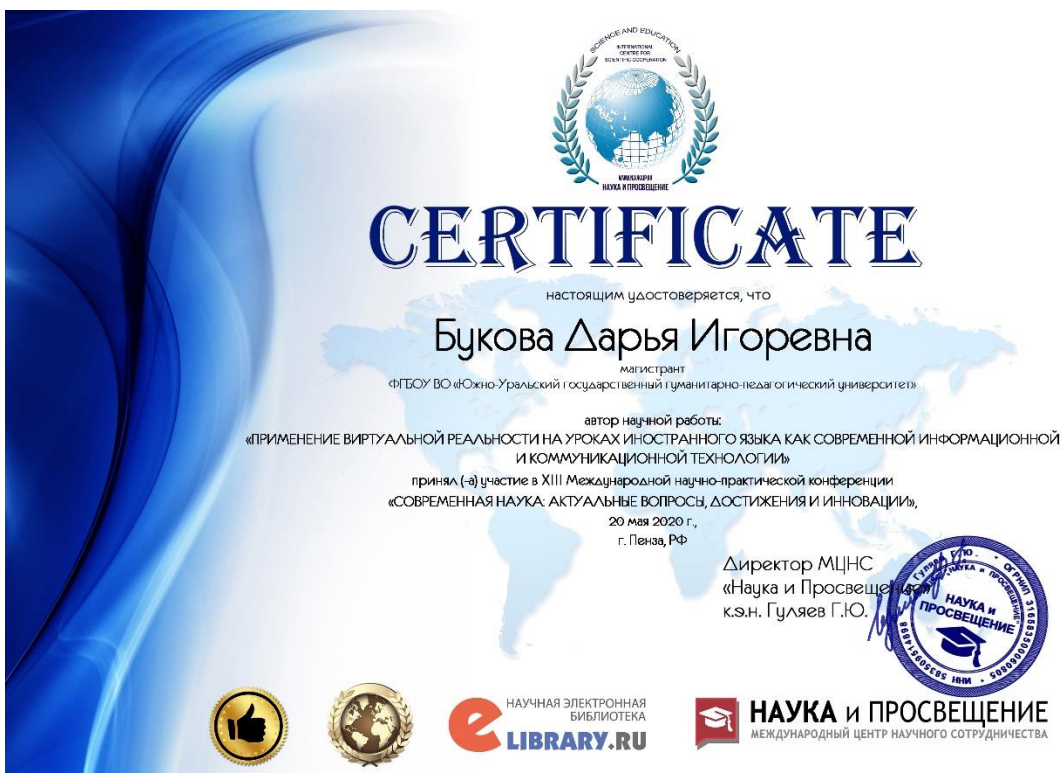 SCIENCE AND EDUCATION
INTERNATIONAL
CENTRE FOR
SCIENTIFIC COOPERATION
НАУКА И ПРОСВЕЩЕНИЕ
CERTIFICATE
настоящим удостоверяется, что
Букова Дарья Игоревна
магистрант
ФГБОУ ВО «Южно-Уральский государственный гуманитарно-педагогический университет»
автор научной работы:
«ПРИМЕНЕНИЕ ВИРТУАЛЬНОЙ РЕАЛЬНОСТИ НА УРОКАХ ИНОСТРАННОГО ЯЗЫКА КАК СОВРЕМЕННОЙ ИНФОРМАЦИОННОЙ
И КОММУНИКАЦИОННОЙ ТЕХНОЛОГИИ»
принял (-а) участие в XIII Международной научно-практической конференции
«СОВРЕМЕННАЯ НАУКА: АКТУАЛЬНЫЕ ВОПРОСЫ, ДОСТИЖЕНИЯ И ИННОВАЦИИ»,
20 мая 2020 г.,
г. Пенза, РФ
Директор МЦНС
«Наука и Просвещение»
к.э.н. Гуляев Г.Ю.
НАУКА И
ПРОСВЕЩЕНИЕ
НАУЧНАЯ ЭЛЕКТРОННАЯ
БИБЛИОТЕКА
eLIBRARY.RU
НАУКА И ПРОСВЕЩЕНИЕ
МЕЖДУНАРОДНЫЙ ЦЕНТР НАУЧНОГО СОТРУДНИЧЕСТВА